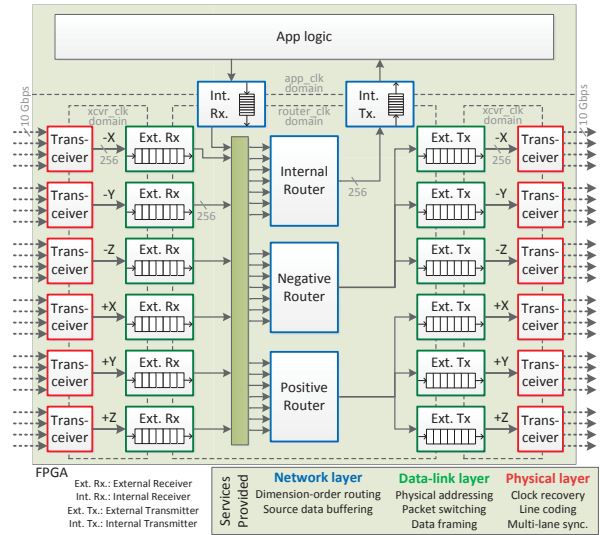 App logic
10 Gbps
10 Gbps
app_clk
domain
xcvr_clk
domain
Int.
Rx.
router_clk
domain
Int.
Tx.
xcvr_clk
domain
Trans-
ceiver
-X
256
Ext. Rx
Internal
Router
256
Ext. Tx
-X
256
Trans-
ceiver
Trans-
ceiver
-Y
Ext. Rx
256
Ext. Tx
-Y
Trans-
ceiver
Trans-
ceiver
-Z
Ext. Rx
Negative
Router
Ext. Tx
-Z
Trans-
ceiver
Trans-
ceiver
+X
Ext. Rx
Ext. Tx
+X
Trans-
ceiver
Trans-
ceiver
+Y
Ext. Rx
Positive
Router
Ext. Tx
+Y
Trans-
ceiver
Trans-
ceiver
+Z
Ext. Rx
Ext. Tx
+Z
Trans-
ceiver
FPGA
Ext. Rx.: External Receiver
Int. Rx.: Internal Receiver
Ext. Tx.: External Transmitter
Int. Tx.: Internal Transmitter
Services
Provided
Network layer
Dimension-order routing
Source data buffering
Data-link layer
Physical addressing
Packet switching
Data framing
Physical layer
Clock recovery
Line coding
Multi-lane sync.